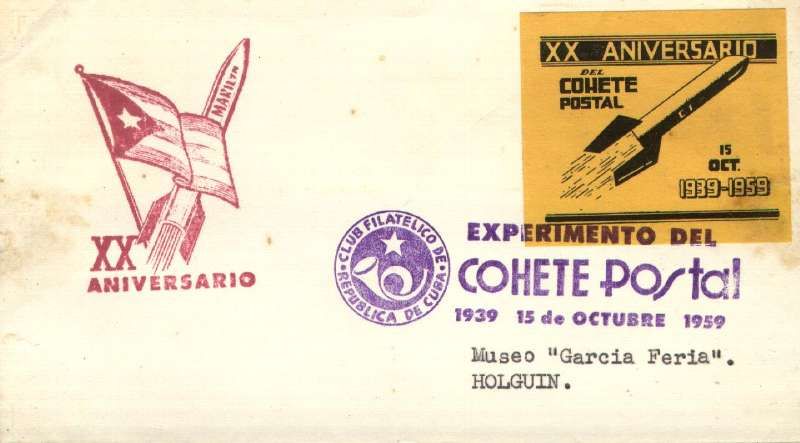 MARILYN
XX
ANIVERSARIO
XX ANIVERSARIO
DEL
COHETE
POSTAL
C I
15
OCT.
1939-1959
CLUB FILATELICO DE
REPUBLICA DE CUBA
EXPERIMENTO DEL
COHETE Postal
1939 15 de OCTUBRE 1959
Museo "Garcia Feria".
HOLGUIN.